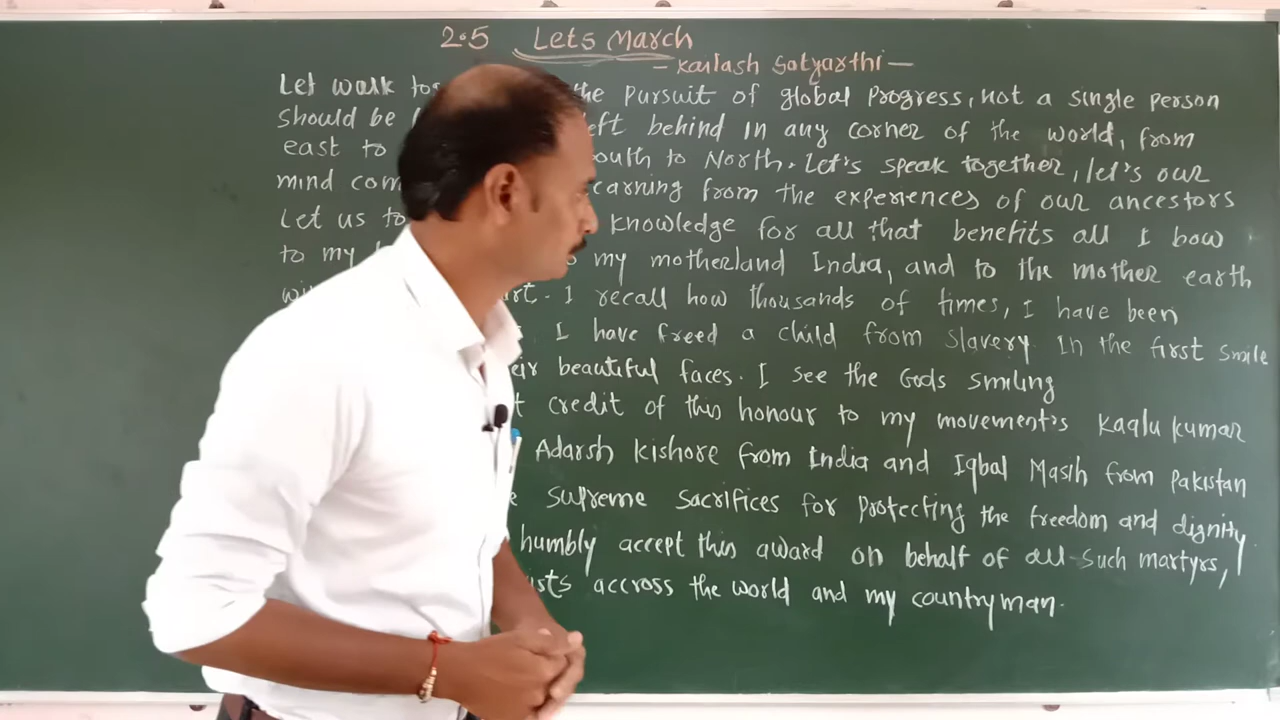 2.5 Lets March
- Kailash Satyarthi -
Let walk the pursuit of global Progress, not a single person
should be left behind in any corner of the world, from
east to South to North. Let's speak together, let's our
mind learning from the experiences of our ancestors
Let us to knowledge for all that benefits all I bow
to my my motherland India, and to the mother earth
I recall how thousands of times, I have been
I have freed a child from slavery. In the first smile
beautiful faces. I see the Gods smiling
credit of this honour to my movement's Kaalu kumar
Adarsh Kishore from India and Iqbal Masih from pakistan
Supreme Sacrifices for protecting the freedom and dignity.
humbly accept this award on behalf of all such martyrs,
accross the world and my countryman.